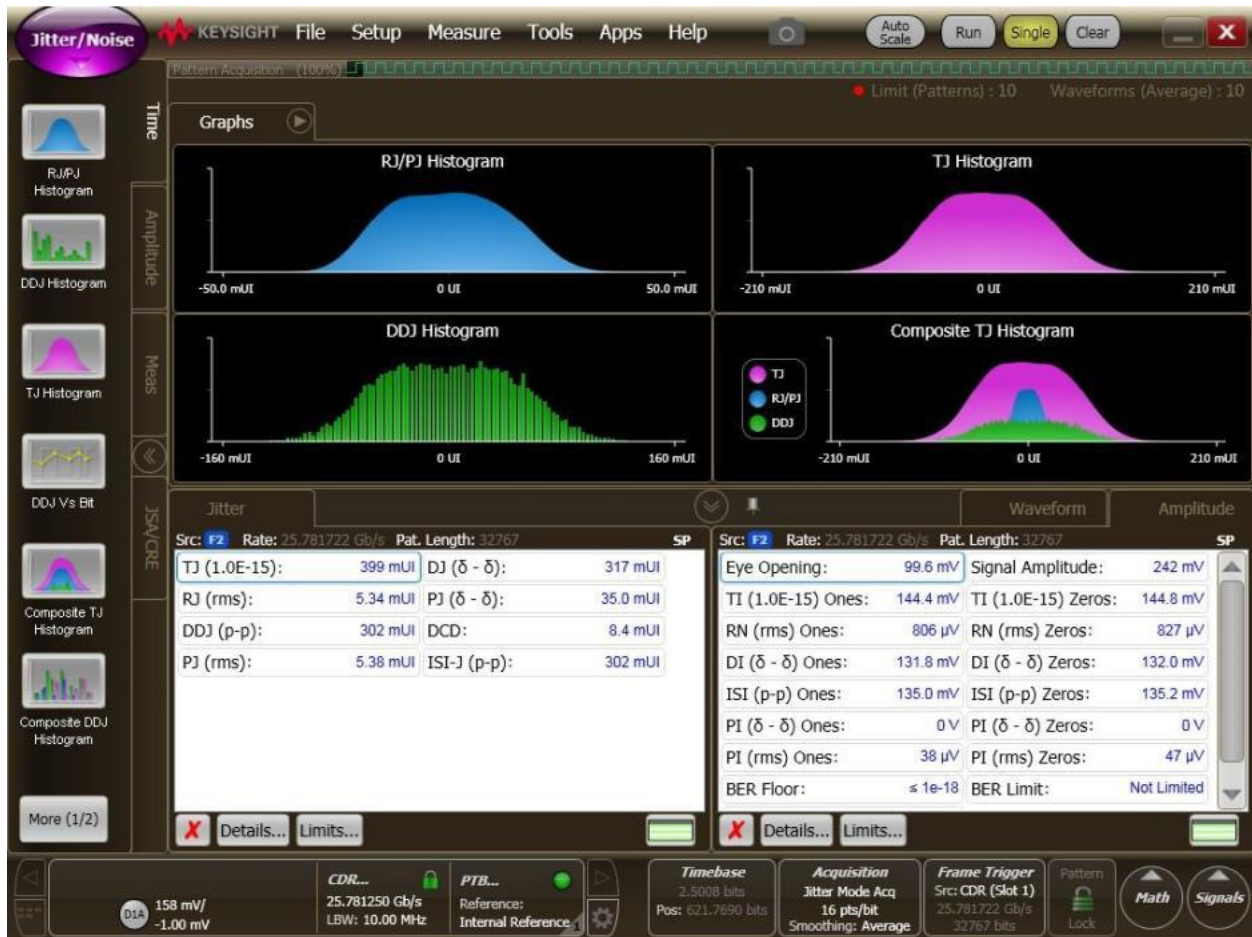 Jitter/Noise
KEYSIGHT File Setup Measure Tools Apps Help
Auto Scale
Run Single Clear
X
Pattern Acquisition (100%)
Limit (Patterns) : 10 Waveforms (Average) : 10
Time
Amplitude
Meas
JSA/CRE
RJ/PJ
Histogram
DDJ Histogram
TJ Histogram
DDJ Vs Bit
Composite TJ
Histogram
Composite DDJ
Histogram
More (1/2)
Graphs
RJ/PJ Histogram
-50.0 mUI 0 UI 50.0 mUI
TJ Histogram
-210 mUI 0 UI 210 mUI
DDJ Histogram
-160 mUI 0 UI 160 mUI
Composite TJ Histogram
TJ
RJ/PJ
DDJ
-210 mUI 0 UI 210 mUI
Jitter
Src: F2 Rate: 25.781722 Gb/s Pat. Length: 32767 SP
TJ (1.0E-15): 399 mUI DJ (δ - δ): 317 mUI
RJ (rms): 5.34 mUI PJ (δ - δ): 35.0 mUI
DDJ (p-p): 302 mUI DCD: 8.4 mUI
PJ (rms): 5.38 mUI ISI-J (p-p): 302 mUI
X Details... Limits...
Waveform Amplitude
Src: F2 Rate: 25.781722 Gb/s Pat. Length: 32767 SP
Eye Opening: 99.6 mV Signal Amplitude: 242 mV
TI (1.0E-15) Ones: 144.4 mV TI (1.0E-15) Zeros: 144.8 mV
RN (rms) Ones: 806 µV RN (rms) Zeros: 827 µV
DI (δ - δ) Ones: 131.8 mV DI (δ - δ) Zeros: 132.0 mV
ISI (p-p) Ones: 135.0 mV ISI (p-p) Zeros: 135.2 mV
PI (δ - δ) Ones: 0 V PI (δ - δ) Zeros: 0 V
PI (rms) Ones: 38 µV PI (rms) Zeros: 47 µV
BER Floor: ≤ 1e-18 BER Limit: Not Limited
X Details... Limits...
D1A 158 mV/
-1.00 mV
CDR...
25.781250 Gb/s
LBW: 10.00 MHz
PTB...
Reference:
Internal Reference
1
Timebase
2.5008 bits
Pos: 621.7690 bits
Acquisition
Jitter Mode Acq
16 pts/bit
Smoothing: Average
Frame Trigger
Src: CDR (Slot 1)
25.781722 Gb/s
32767 bits
Pattern
Lock
Math
Signals